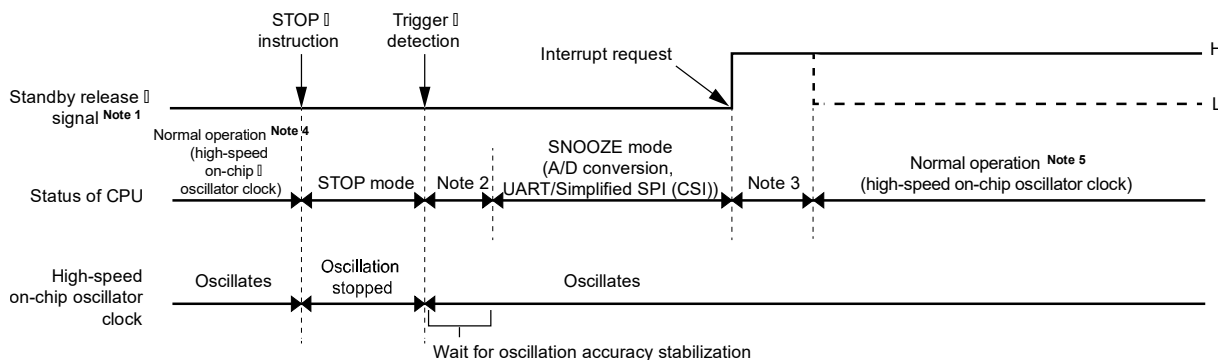 STOP
instruction
Trigger
detection
Interrupt request
H
L
Standby release
signal Note 1
Normal operation Note 4
(high-speed
on-chip
oscillator clock)
Status of CPU
STOP mode
Note 2
SNOOZE mode
(A/D conversion,
UART/Simplified SPI (CSI))
Note 3
Normal operation Note 5
(high-speed on-chip oscillator clock)
High-speed
on-chip oscillator
clock
Oscillates
Oscillation
stopped
Oscillates
Wait for oscillation accuracy stabilization